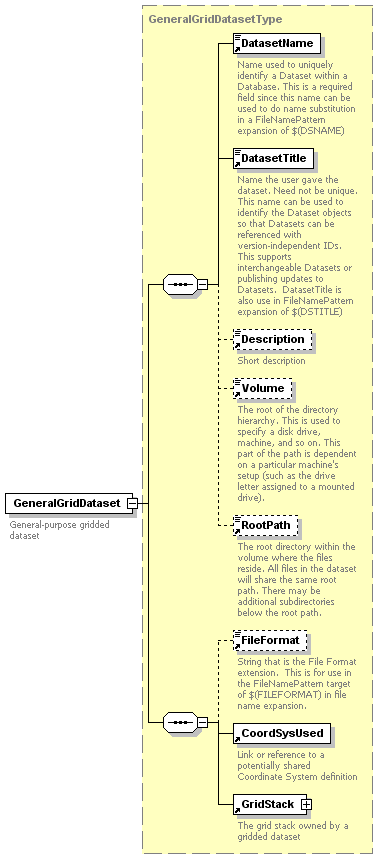 GeneralGridDatasetType
DatasetName
Name used to uniquely
identify a Dataset within a
Database. This is a required
field since this name can be
used to do name substitution
in a FileNamePattern
expansion of $(DSNAME)
DatasetTitle
Name the user gave the
dataset. Need not be unique.
This name can be used to
identify the Dataset objects
so that Datasets can be
referenced with
version-independent IDs.
This supports
interchangeable Datasets or
publishing updates to
Datasets.  DatasetTitle is
also use in FileNamePattern
expansion of $(DSTITLE)
Description
Short description
Volume
The root of the directory
hierarchy. This is used to
specify a disk drive,
machine, and so on. This
part of the path is dependent
on a particular machine's
setup (such as the drive
letter assigned to a mounted
drive).
GeneralGridDataset
General-purpose gridded
dataset
RootPath
The root directory within the
volume where the files
reside. All files in the dataset
will share the same root
path. There may be
additional subdirectories
below the root path.
FileFormat
String that is the File Format
extension.  This is for use in
the FileNamePattern target
of $(FILEFORMAT) in file
name expansion.
CoordSysUsed
Link or reference to a
potentially shared
Coordinate System definition
GridStack
The grid stack owned by a
gridded dataset